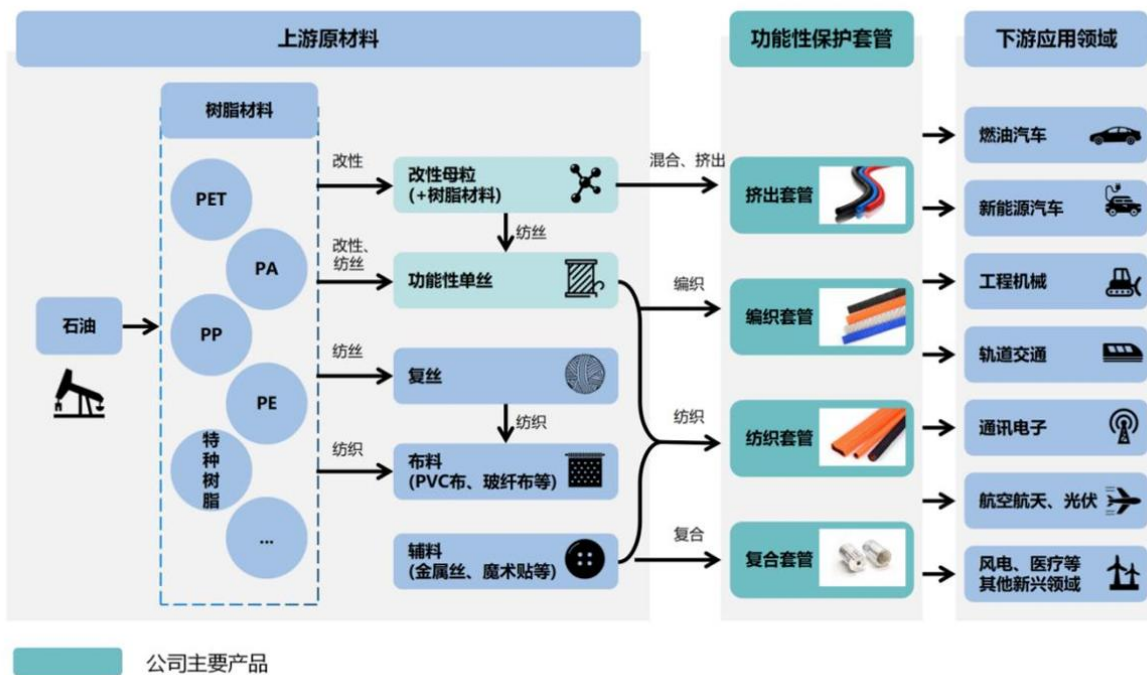 上游原材料
功能性保护套管
下游应用领域
树脂材料
PET
PA
PP
PE
特种树脂
...
石油
改性
改性、
纺丝
纺丝
纺织
改性母粒
(+树脂材料)
纺丝
功能性单丝
复丝
纺织
布料
(PVC布、玻纤布等)
辅料
(金属丝、魔术贴等)
混合、挤出
编织
纺织
复合
挤出套管
编织套管
纺织套管
复合套管
燃油汽车
新能源汽车
工程机械
轨道交通
通讯电子
航空航天、光伏
风电、医疗等
其他新兴领域
公司主要产品